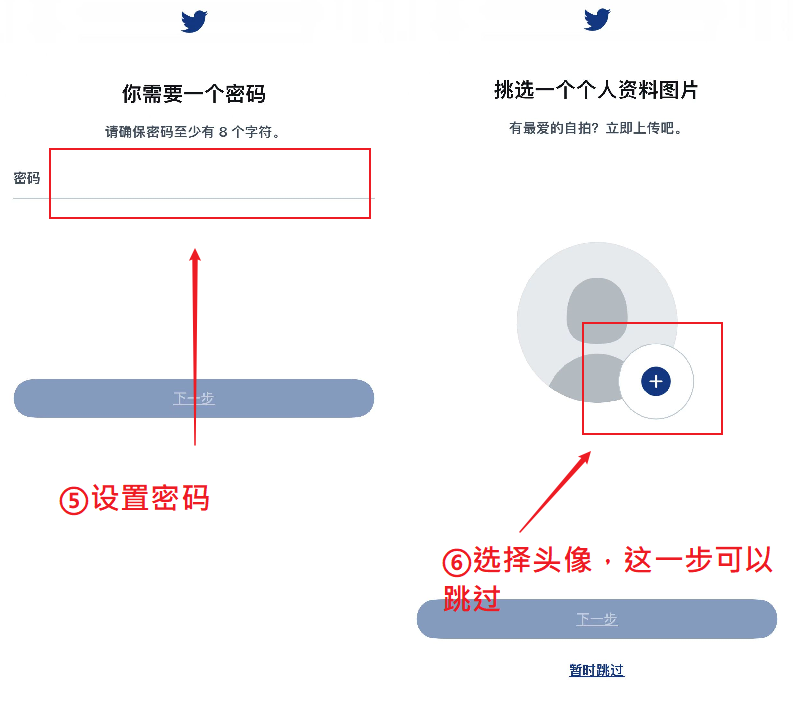 你需要一个密码
请确保密码至少有 8 个字符。
密码
下一步
⑤设置密码
挑选一个个人资料图片
有最爱的自拍？立即上传吧。
⑥选择头像，这一步可以
跳过
下一步
暂时跳过